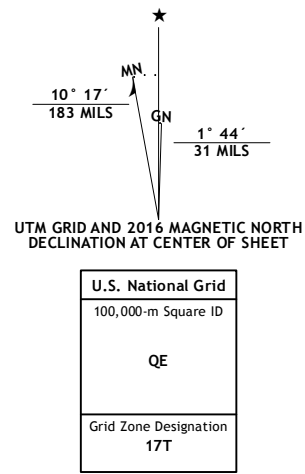 ★
MN
GN
10° 17´
183 MILS
1° 44´
31 MILS
UTM GRID AND 2016 MAGNETIC NORTH
DECLINATION AT CENTER OF SHEET
U.S. National Grid
100,000-m Square ID
QE
Grid Zone Designation
17T